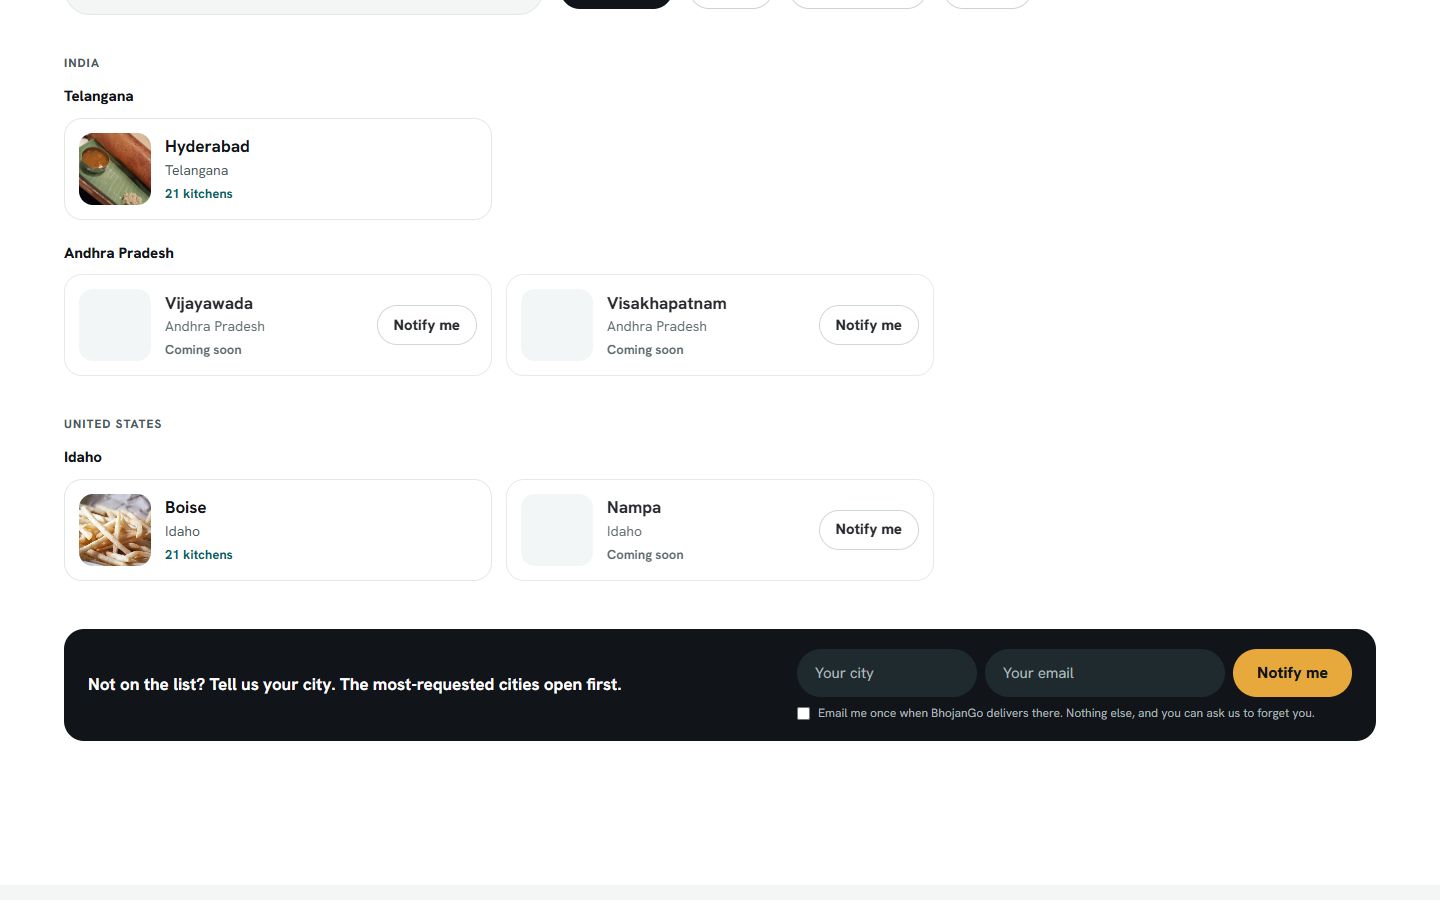 INDIA
Telangana
Hyderabad
Telangana
21 kitchens
Andhra Pradesh
Vijayawada
Andhra Pradesh
Coming soon
Notify me
Visakhapatnam
Andhra Pradesh
Coming soon
Notify me
UNITED STATES
Idaho
Boise
Idaho
21 kitchens
Nampa
Idaho
Coming soon
Notify me
Not on the list? Tell us your city. The most-requested cities open first.
Your city
Your email
Notify me
Email me once when BhojanGo delivers there. Nothing else, and you can ask us to forget you.